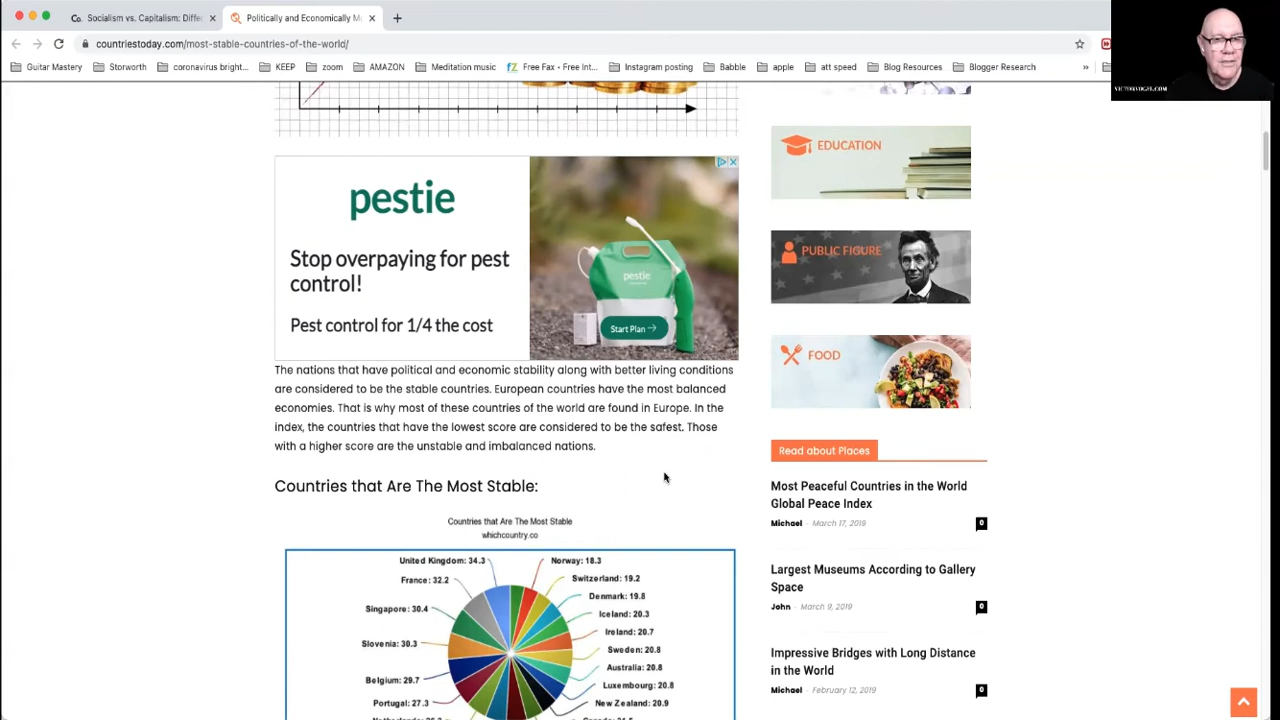 Co. Socialism vs. Capitalism: Diffe
Politically and Economically M
countriestoday.com/most-stable-countries-of-the-world/
Guitar Mastery
Storworth
coronavirus bright...
KEEP
zoom
AMAZON
Meditation music
Free Fax • Free Int...
Instagram posting
Babble
apple
att speed
Blog Resources
Blogger Research
»
VICTORVOGEL.COM
pestie
Stop overpaying for pest
control!
Pest control for 1/4 the cost
pestie
Start Plan →
The nations that have political and economic stability along with better living conditions
are considered to be the stable countries. European countries have the most balanced
economies. That is why most of these countries of the world are found in Europe. In the
index, the countries that have the lowest score are considered to be the safest. Those
with a higher score are the unstable and imbalanced nations.
Countries that Are The Most Stable:
Countries that Are The Most Stable
whichcountry.co
United Kingdom: 34.3
Norway: 18.3
France: 32.2
Switzerland: 19.2
Denmark: 19.8
Singapore: 30.4
Iceland: 20.3
Ireland: 20.7
Slovenia: 30.3
Sweden: 20.8
Australia: 20.8
Belgium: 29.7
Luxembourg: 20.8
Portugal: 27.3
New Zealand: 20.9
EDUCATION
PUBLIC FIGURE
FOOD
Read about Places
Most Peaceful Countries in the World
Global Peace Index
Michael - March 17, 2019
0
Largest Museums According to Gallery
Space
John - March 9, 2019
0
Impressive Bridges with Long Distance
in the World
Michael - February 12, 2019
0